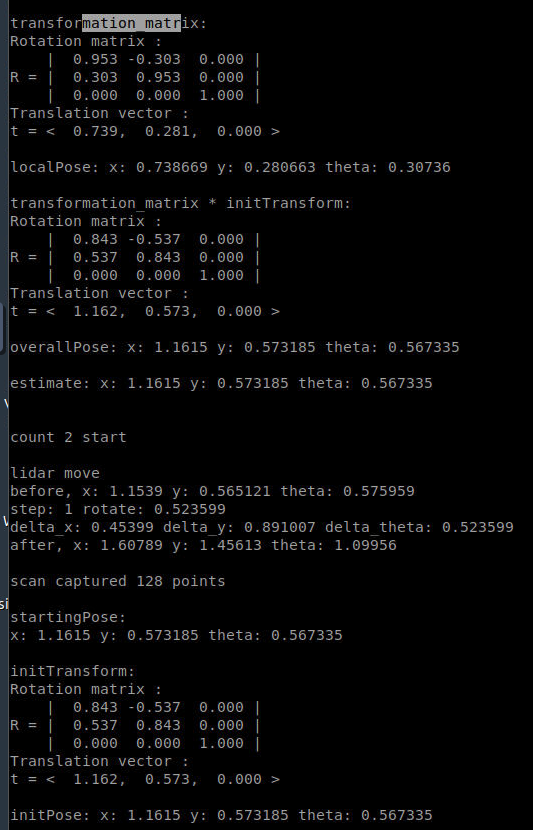 transformation_matrix:
Rotation matrix :
    |  0.953 -0.303  0.000 |
R = |  0.303  0.953  0.000 |
    |  0.000  0.000  1.000 |
Translation vector :
t = <  0.739,  0.281,  0.000 >

localPose: x: 0.738669 y: 0.280663 theta: 0.30736

transformation_matrix * initTransform:
Rotation matrix :
    |  0.843 -0.537  0.000 |
R = |  0.537  0.843  0.000 |
    |  0.000  0.000  1.000 |
Translation vector :
t = <  1.162,  0.573,  0.000 >

overallPose: x: 1.1615 y: 0.573185 theta: 0.567335

estimate: x: 1.1615 y: 0.573185 theta: 0.567335

count 2 start

lidar move
before, x: 1.1539 y: 0.565121 theta: 0.575959
step: 1 rotate: 0.523599
delta_x: 0.45399 delta_y: 0.891007 delta_theta: 0.523599
after, x: 1.60789 y: 1.45613 theta: 1.09956

scan captured 128 points

startingPose:
x: 1.1615 y: 0.573185 theta: 0.567335

initTransform:
Rotation matrix :
    |  0.843 -0.537  0.000 |
R = |  0.537  0.843  0.000 |
    |  0.000  0.000  1.000 |
Translation vector :
t = <  1.162,  0.573,  0.000 >

initPose: x: 1.1615 y: 0.573185 theta: 0.567335